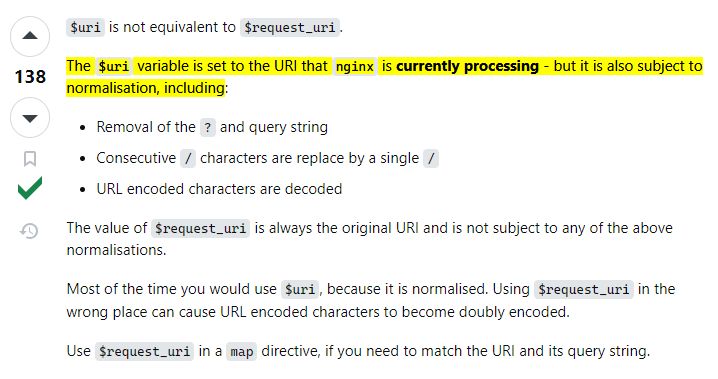 $uri is not equivalent to $request_uri.
138
The $uri variable is set to the URI that nginx is currently processing - but it is also subject to
normalisation, including:
• Removal of the ? and query string
• Consecutive / characters are replace by a single /
• URL encoded characters are decoded
The value of $request_uri is always the original URI and is not subject to any of the above
normalisations.
Most of the time you would use $uri, because it is normalised. Using $request_uri in the
wrong place can cause URL encoded characters to become doubly encoded.
Use $request_uri in a map directive, if you need to match the URI and its query string.